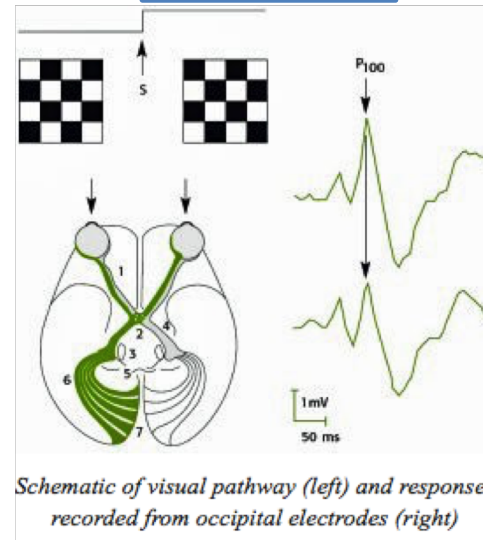 S
P100
1
2
4
3
5
6
7
1mV
50 ms
Schematic of visual pathway (left) and response
recorded from occipital electrodes (right)